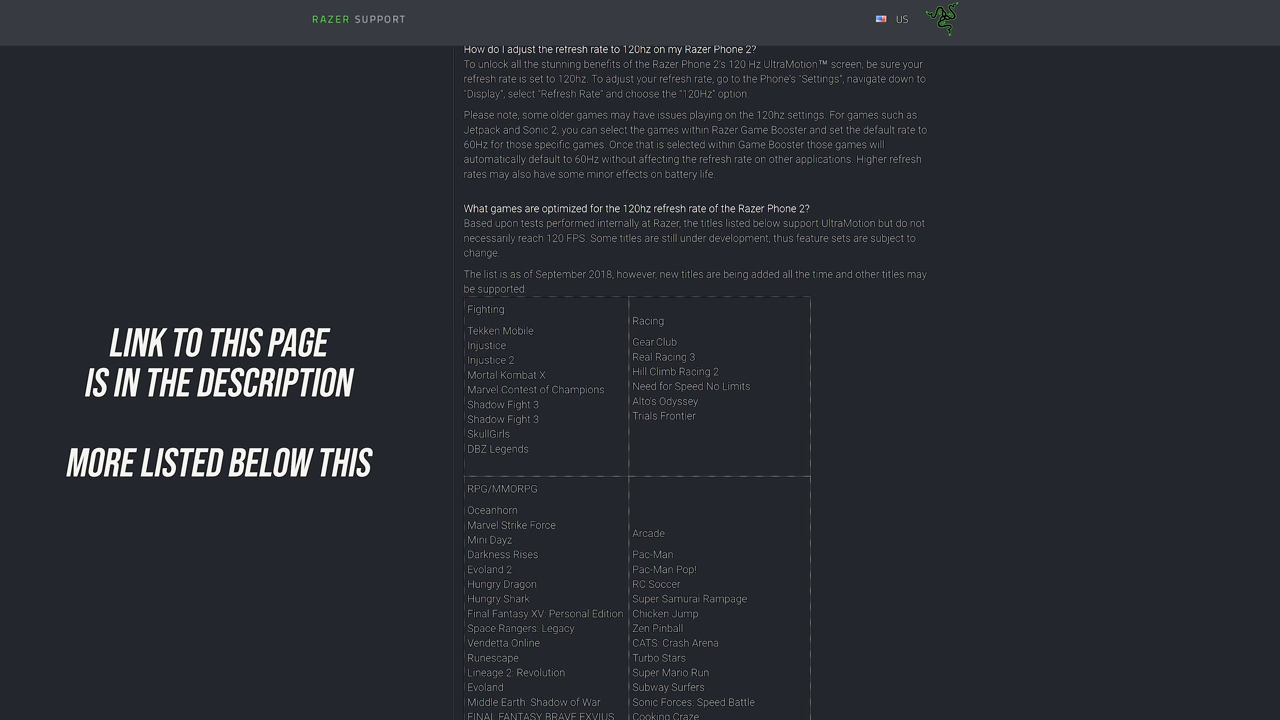 RAZER SUPPORT
US
How do I adjust the refresh rate to 120hz on my Razer Phone 2?
To unlock all the stunning benefits of the Razer Phone 2's 120 Hz UltraMotion™ screen, be sure your
refresh rate is set to 120hz. To adjust your refresh rate, go to the Phone's "Settings", navigate down to
"Display", select "Refresh Rate" and choose the "120Hz" option.
Please note, some older games may have issues playing on the 120hz settings. For games such as
Jetpack and Sonic 2, you can select the games within Razer Game Booster and set the default rate to
60Hz for those specific games. Once that is selected within Game Booster those games will
automatically default to 60Hz without affecting the refresh rate on other applications. Higher refresh
rates may also have some minor effects on battery life.
What games are optimized for the 120hz refresh rate of the Razer Phone 2?
Based upon tests performed internally at Razer, the titles listed below support UltraMotion but do not
necessarily reach 120 FPS. Some titles are still under development, thus feature sets are subject to
change.
The list is as of September 2018, however, new titles are being added all the time and other titles may
be supported.
LINK TO THIS PAGE
IS IN THE DESCRIPTION
MORE LISTED BELOW THIS
Fighting
Tekken Mobile
Injustice
Injustice 2
Mortal Kombat X
Marvel Contest of Champions
Shadow Fight 3
Shadow Fight 3
SkullGirls
DBZ Legends
Racing
Gear.Club
Real Racing 3
Hill Climb Racing 2
Need for Speed No Limits
Alto's Odyssey
Trials Frontier
RPG/MMORPG
Oceanhorn
Marvel Strike Force
Mini Dayz
Darkness Rises
Evoland 2
Hungry Dragon
Hungry Shark
Final Fantasy XV: Personal Edition
Space Rangers: Legacy
Vendetta Online
Runescape
Lineage 2: Revolution
Evoland
Middle Earth: Shadow of War
FINAL FANTASY BRAVE EXVIUS
Arcade
Pac-Man
Pac-Man Pop!
RC Soccer
Super Samurai Rampage
Chicken Jump
Zen Pinball
CATS: Crash Arena
Turbo Stars
Super Mario Run
Subway Surfers
Sonic Forces: Speed Battle
Cooking Craze